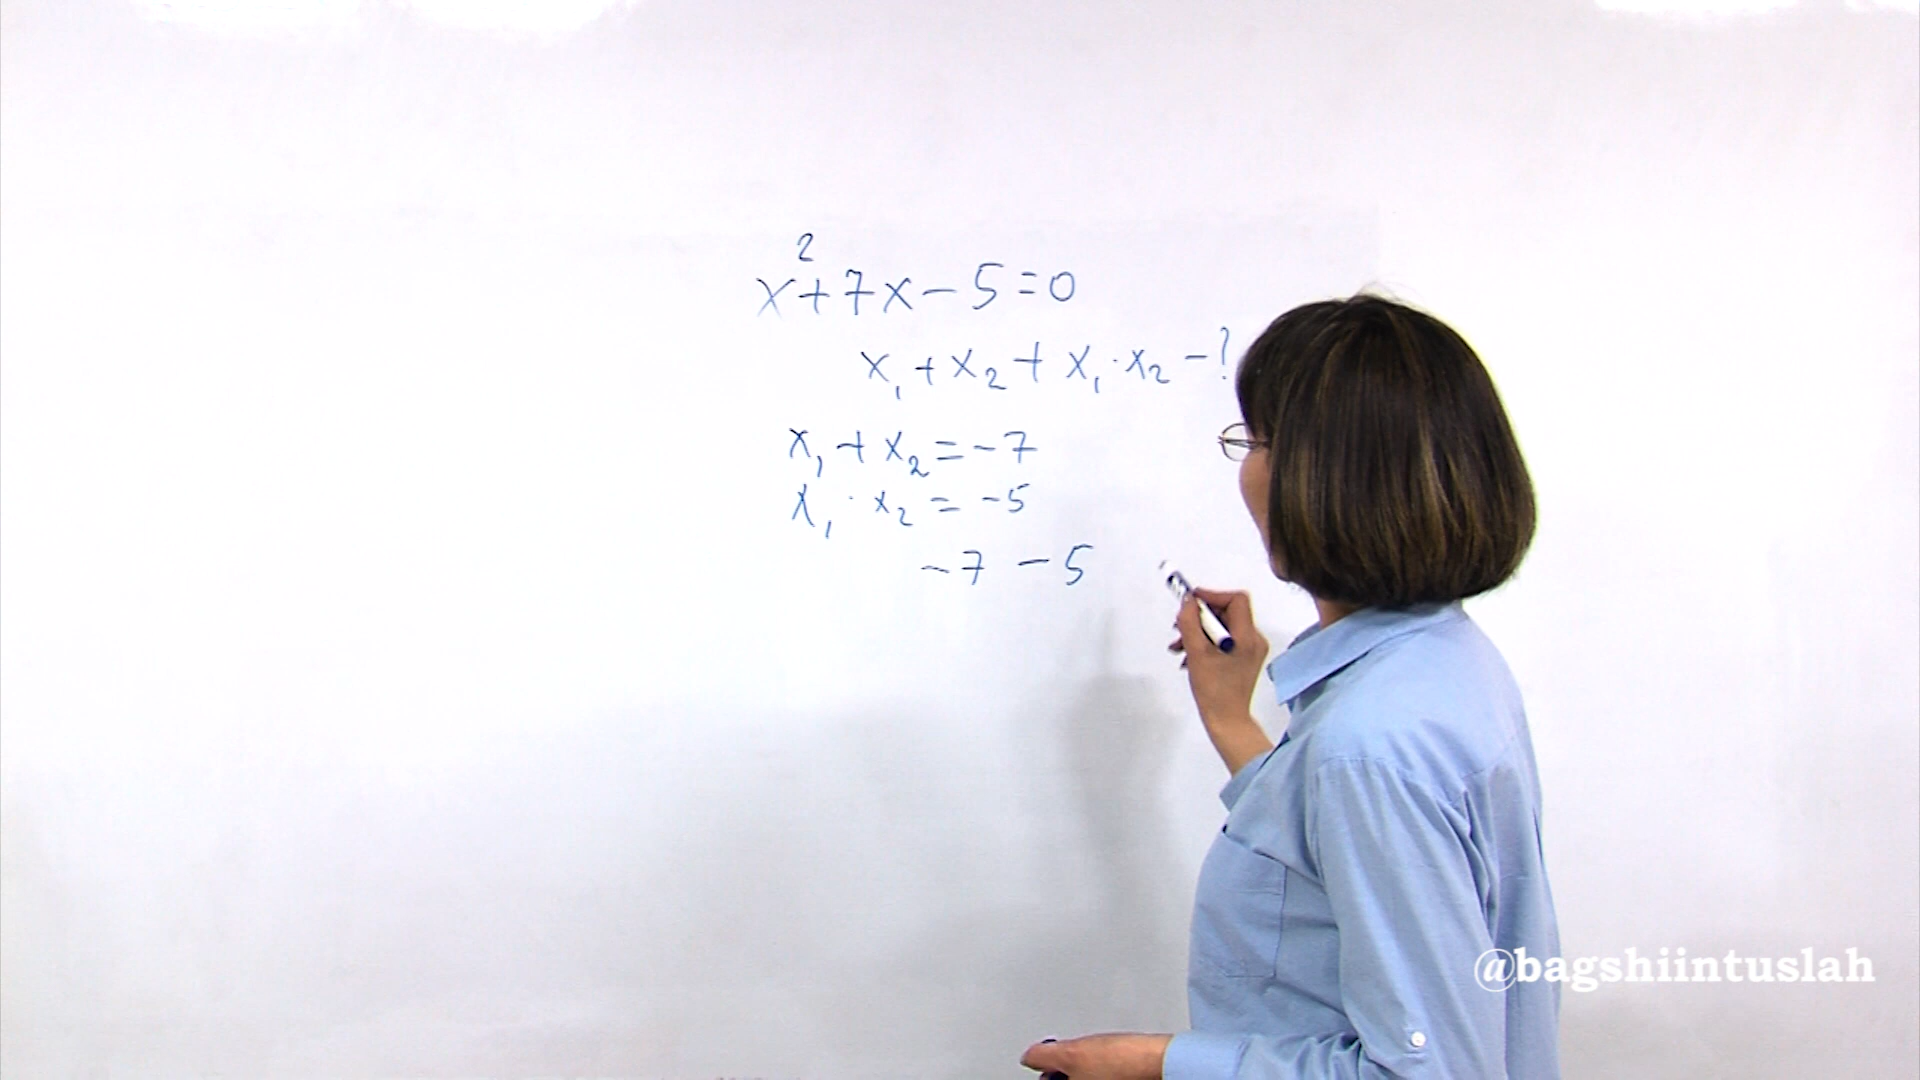 x²+7x-5=0
x₁+x₂+x₁·x₂-?
x₁+x₂=-7
x₁·x₂=-5
-7-5
@bagshiintuslah